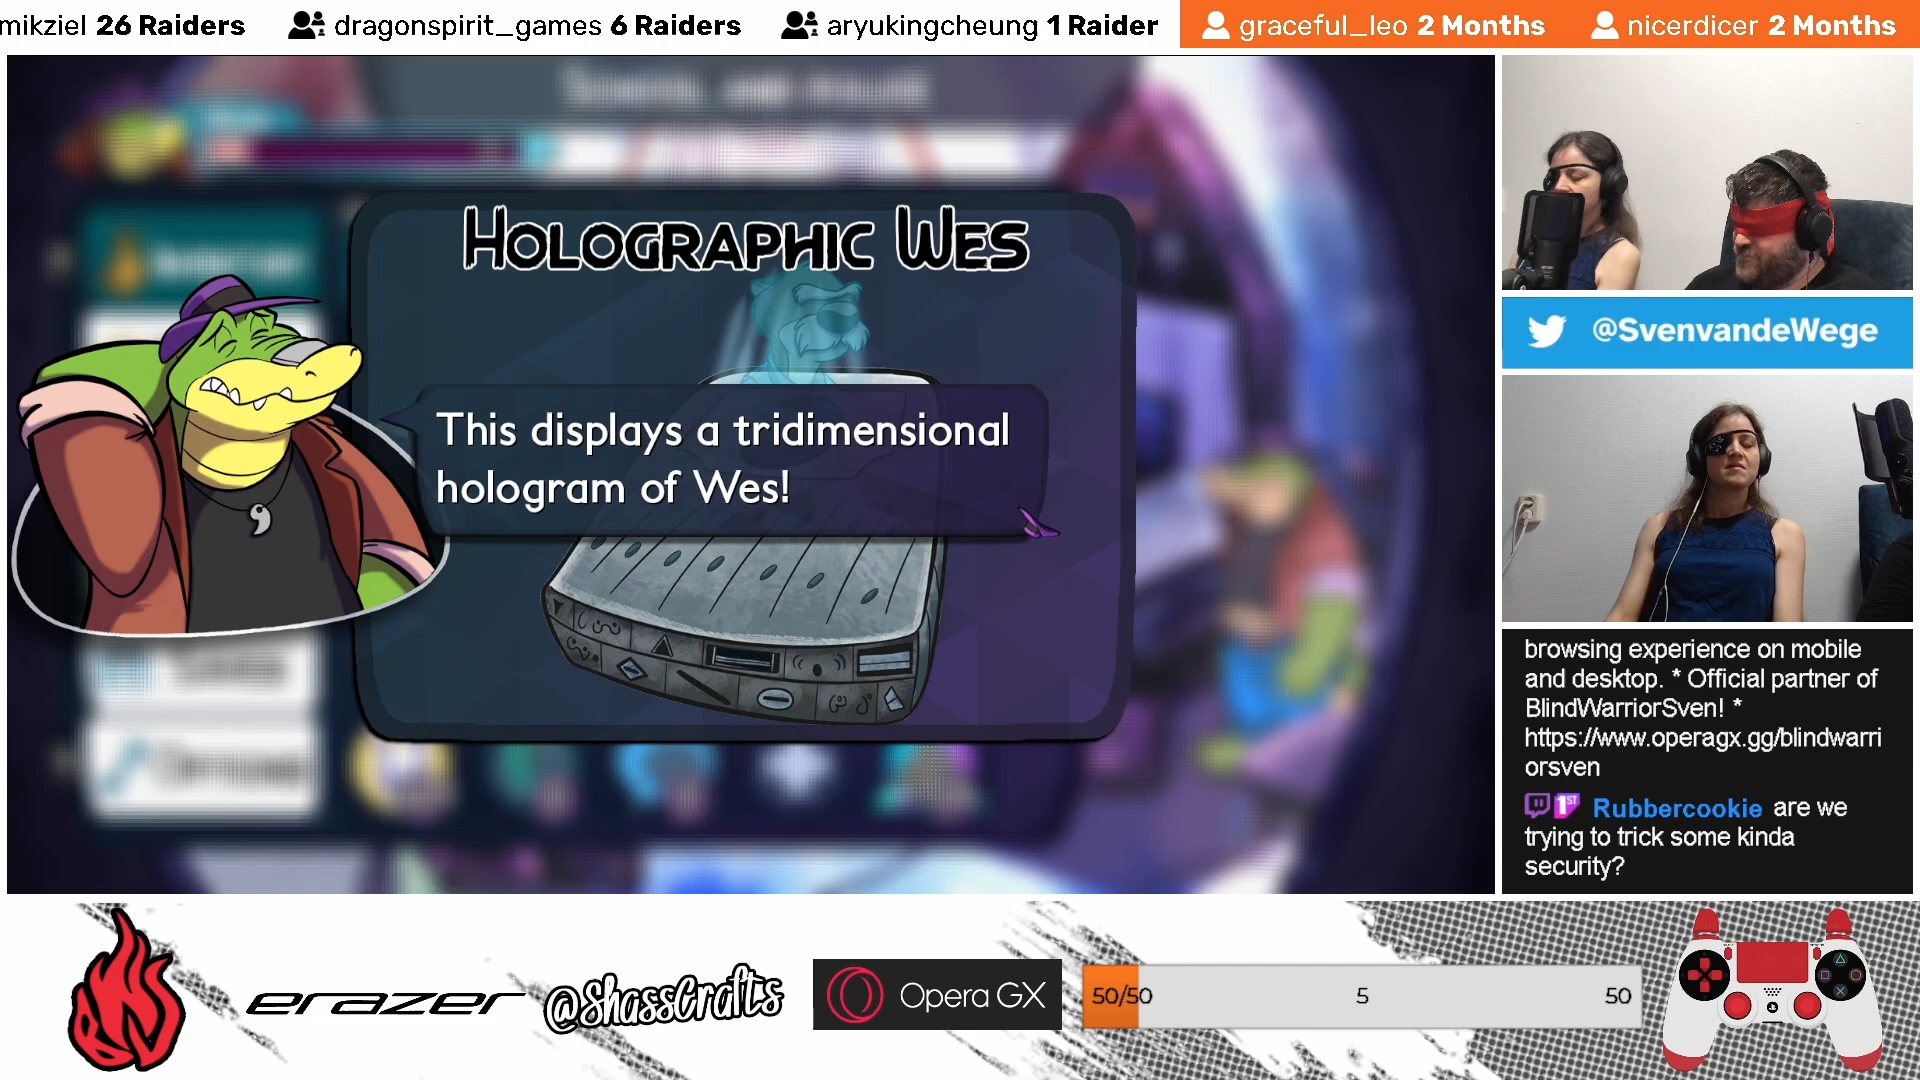 mikziel 26 Raiders dragonspirit_games 6 Raiders aryukingcheung 1 Raider graceful_leo 2 Months nicerdicer 2 Months
HOLOGRAPHIC WES
This displays a tridimensional
hologram of Wes!
@SvenvandeWege
browsing experience on mobile
and desktop. * Official partner of
BlindWarriorSven! *
https://www.operagx.gg/blindwarri
orsven
1ST Rubbercookie are we
trying to trick some kinda
security?
erazer
@ShassCrafts
Opera GX
50/50 5 50